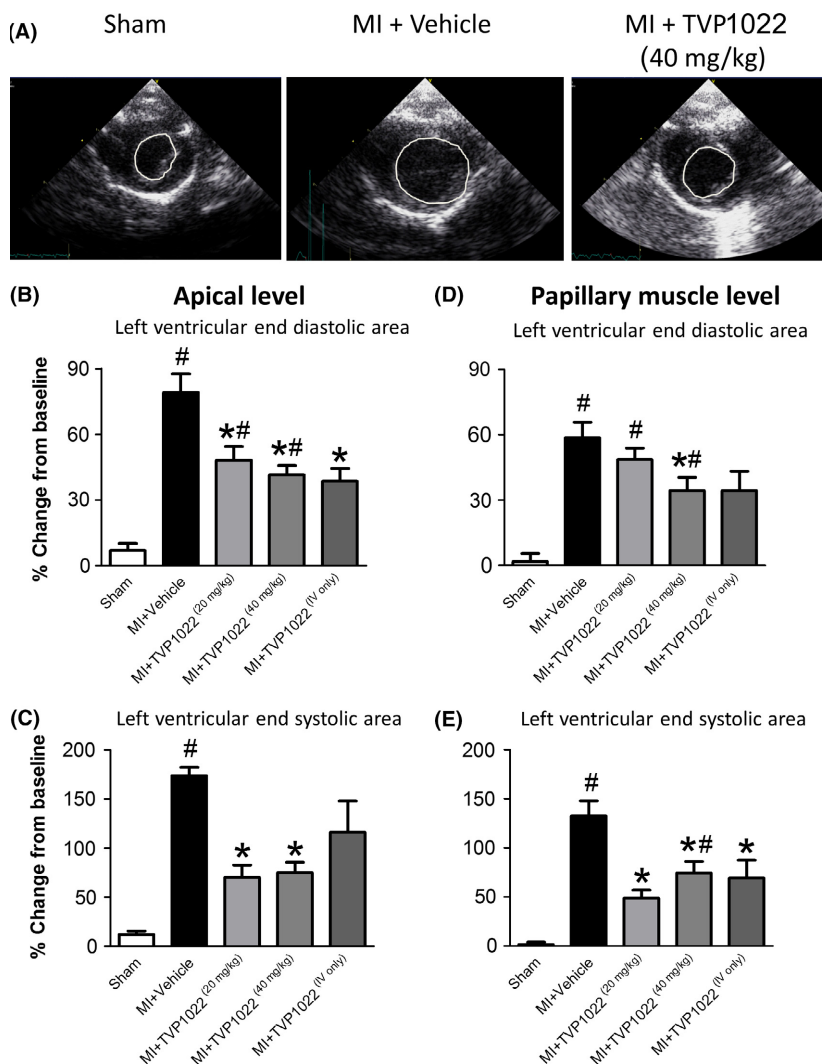 (A)
Sham
MI + Vehicle
MI + TVP1022
(40 mg/kg)
(B)
Apical level
Left ventricular end diastolic area
% Change from baseline
90
60
30
0
#
*#
*#
*
Sham
MI+Vehicle
MI+TVP1022 (20 mg/kg)
MI+TVP1022 (40 mg/kg)
MI+TVP1022 (IV only)
(D)
Papillary muscle level
Left ventricular end diastolic area
90
60
30
0
#
#
*#
Sham
MI+Vehicle
MI+TVP1022 (20 mg/kg)
MI+TVP1022 (40 mg/kg)
MI+TVP1022 (IV only)
(C)
Left ventricular end systolic area
% Change from baseline
200
150
100
50
0
#
*
*
Sham
MI+Vehicle
MI+TVP1022 (20 mg/kg)
MI+TVP1022 (40 mg/kg)
MI+TVP1022 (IV only)
(E)
Left ventricular end systolic area
200
150
100
50
0
#
*
*#
*
Sham
MI+Vehicle
MI+TVP1022 (20 mg/kg)
MI+TVP1022 (40 mg/kg)
MI+TVP1022 (IV only)